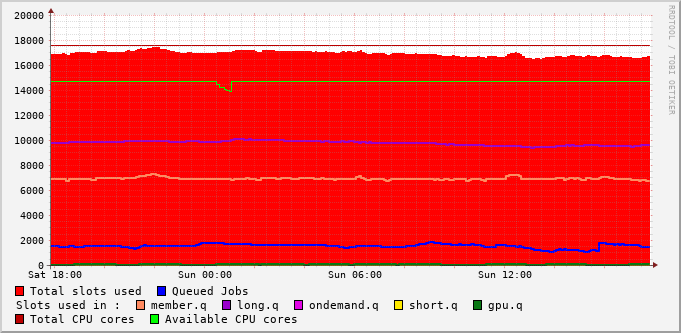 20000
18000
16000
14000
12000
10000
8000
6000
4000
2000
0
Sat 18:00 Sun 00:00 Sun 06:00 Sun 12:00
Total slots used Queued Jobs
Slots used in : member.q long.q ondemand.q short.q gpu.q
Total CPU cores Available CPU cores
RRDTOOL / TOBI OETIKER